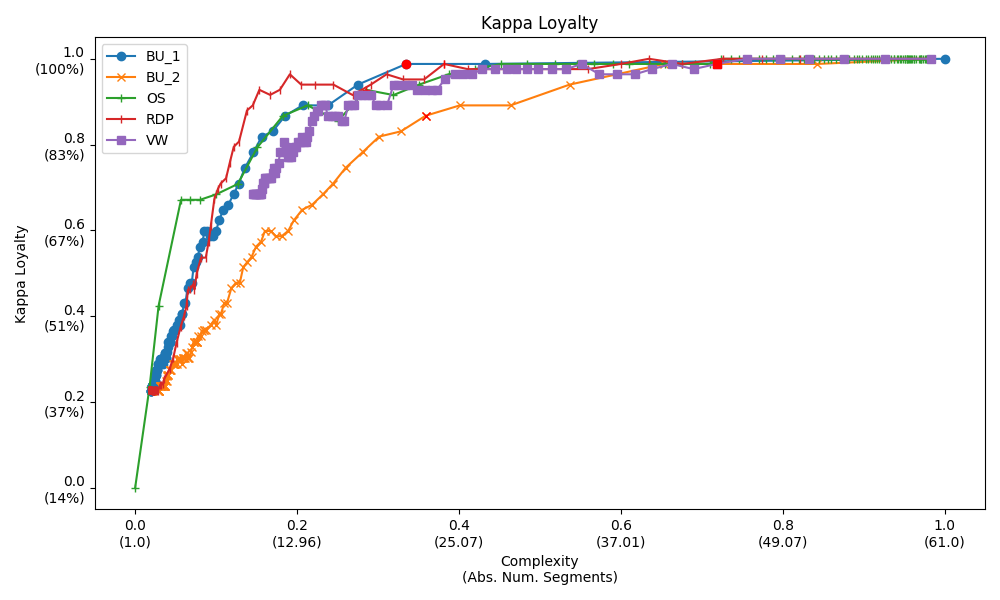 Kappa Loyalty
BU_1
BU_2
OS
RDP
VW
Kappa Loyalty
1.0
(100%)
0.8
(83%)
0.6
(67%)
0.4
(51%)
0.2
(37%)
0.0
(14%)
0.0
(1.0)
0.2
(12.96)
0.4
(25.07)
0.6
(37.01)
0.8
(49.07)
1.0
(61.0)
Complexity
(Abs. Num. Segments)